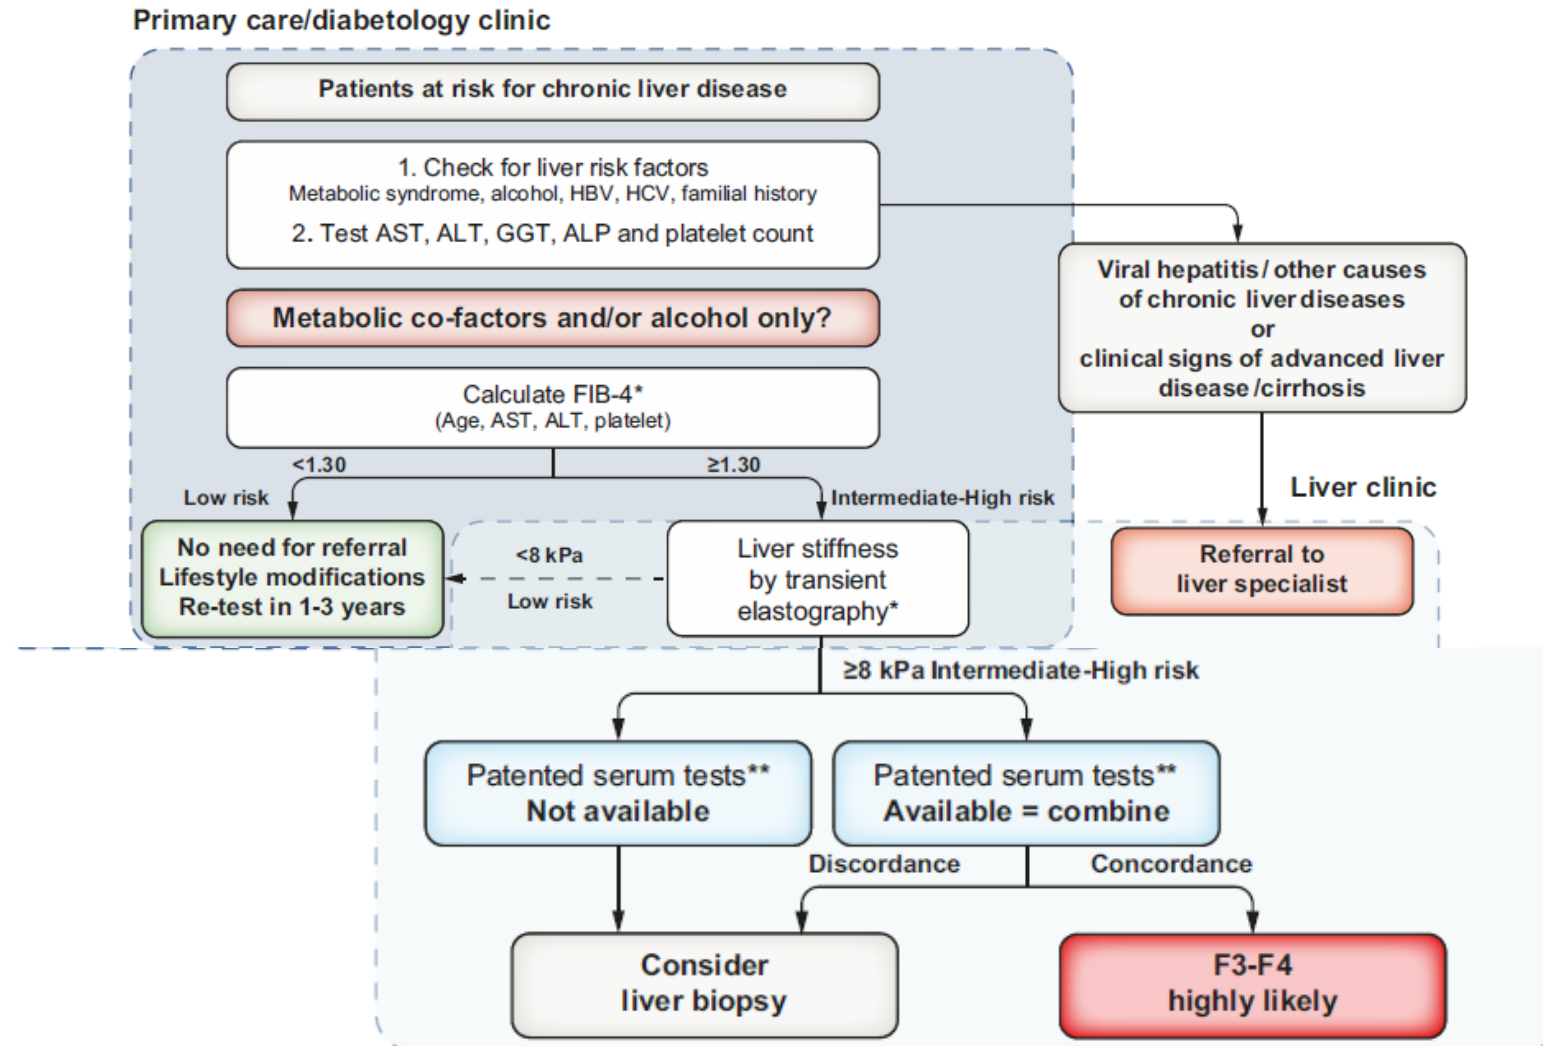 Primary care/diabetology clinic
Patients at risk for chronic liver disease
1. Check for liver risk factors
Metabolic syndrome, alcohol, HBV, HCV, familial history
2. Test AST, ALT, GGT, ALP and platelet count
Metabolic co-factors and/or alcohol only?
Calculate FIB-4*
(Age, AST, ALT, platelet)
<1.30
≥1.30
Low risk
Intermediate-High risk
Viral hepatitis/other causes
of chronic liver diseases
or
clinical signs of advanced liver
disease/cirrhosis
Liver clinic
Referral to
liver specialist
No need for referral
Lifestyle modifications
Re-test in 1-3 years
<8 kPa
Low risk
Liver stiffness
by transient
elastography*
≥8 kPa Intermediate-High risk
Patented serum tests**
Not available
Patented serum tests**
Available = combine
Discordance
Concordance
Consider
liver biopsy
F3-F4
highly likely